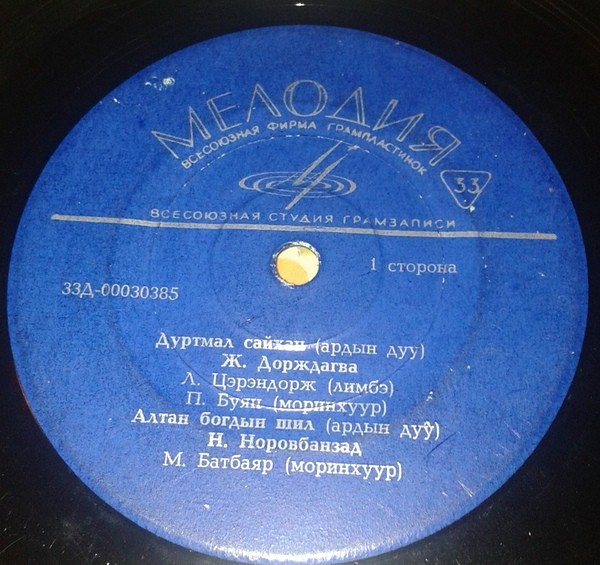 МЕЛОДИЯ
ВСЕСОЮЗНАЯ ФИРМА ГРАМПЛАСТИНОК
33
ВСЕСОЮЗНАЯ СТУДИЯ ГРАМЗАПИСИ
1 сторона
33Д-00030385
Дуртмал сайхан (ардын дуу)
Ж. Дорждагва
Л. Цэрэндорж (лимбэ)
П. Буян (моринхуур)
Алтан богдын шил (ардын дуу)
Н. Норовбанзад
М. Батбаяр (моринхуур)